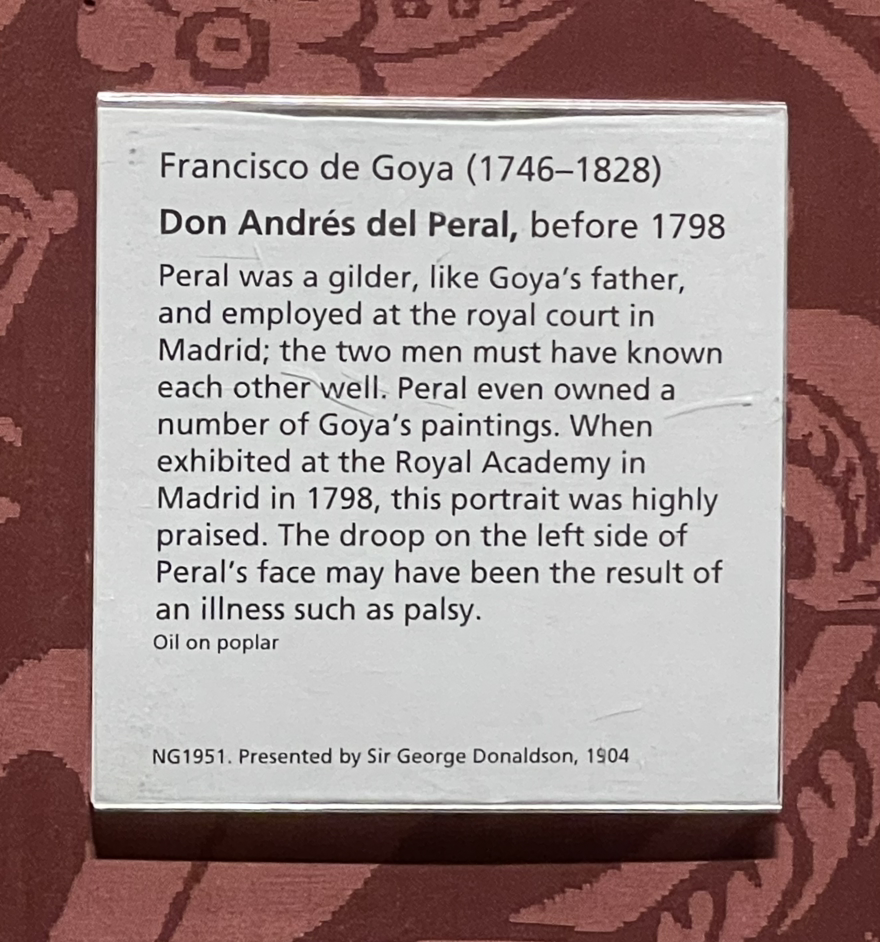 Francisco de Goya (1746–1828)
Don Andrés del Peral, before 1798
Peral was a gilder, like Goya's father,
and employed at the royal court in
Madrid; the two men must have known
each other well. Peral even owned a
number of Goya's paintings. When
exhibited at the Royal Academy in
Madrid in 1798, this portrait was highly
praised. The droop on the left side of
Peral's face may have been the result of
an illness such as palsy.
Oil on poplar
NG1951. Presented by Sir George Donaldson, 1904